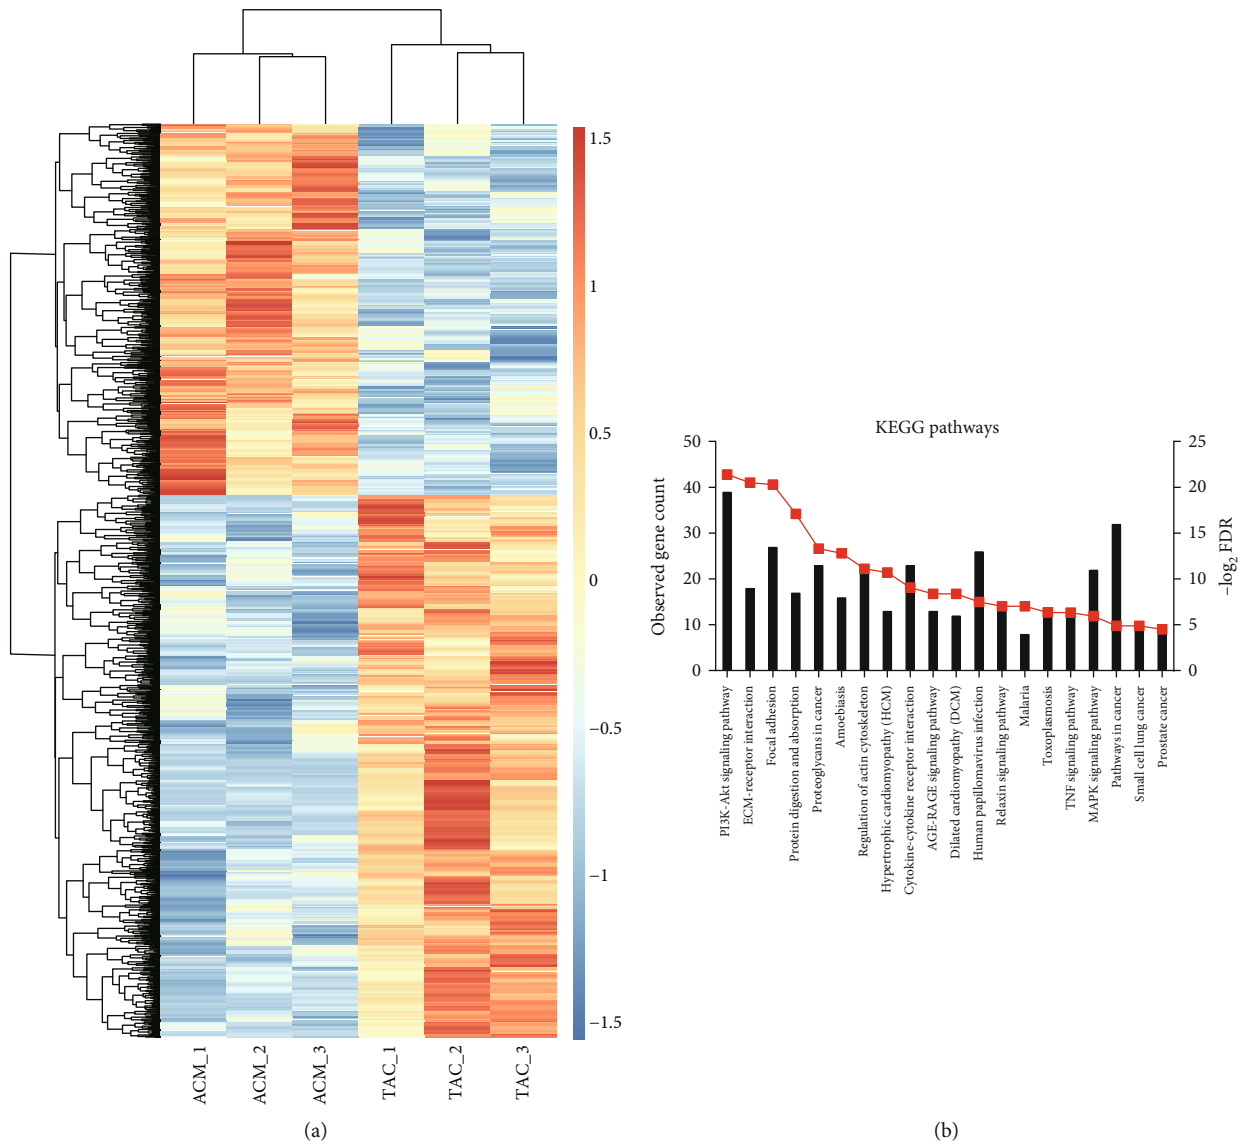 1.5
1
0.5
0
−0.5
−1
−1.5
ACM_1
ACM_2
ACM_3
TAC_1
TAC_2
TAC_3
(a)
KEGG pathways
50
40
30
20
10
0
Observed gene count
25
20
15
10
5
0
−log2 FDR
PI3K-Akt signaling pathway
ECM-receptor interaction
Focal adhesion
Protein digestion and absorption
Proteoglycans in cancer
Amoebiasis
Regulation of actin cytoskeleton
Hypertrophic cardiomyopathy (HCM)
Cytokine-cytokine receptor interaction
AGE-RAGE signaling pathway
Dilated cardiomyopathy (DCM)
Human papillomavirus infection
Relaxin signaling pathway
Malaria
Toxoplasmosis
TNF signaling pathway
MAPK signaling pathway
Pathways in cancer
Small cell lung cancer
Prostate cancer
(b)